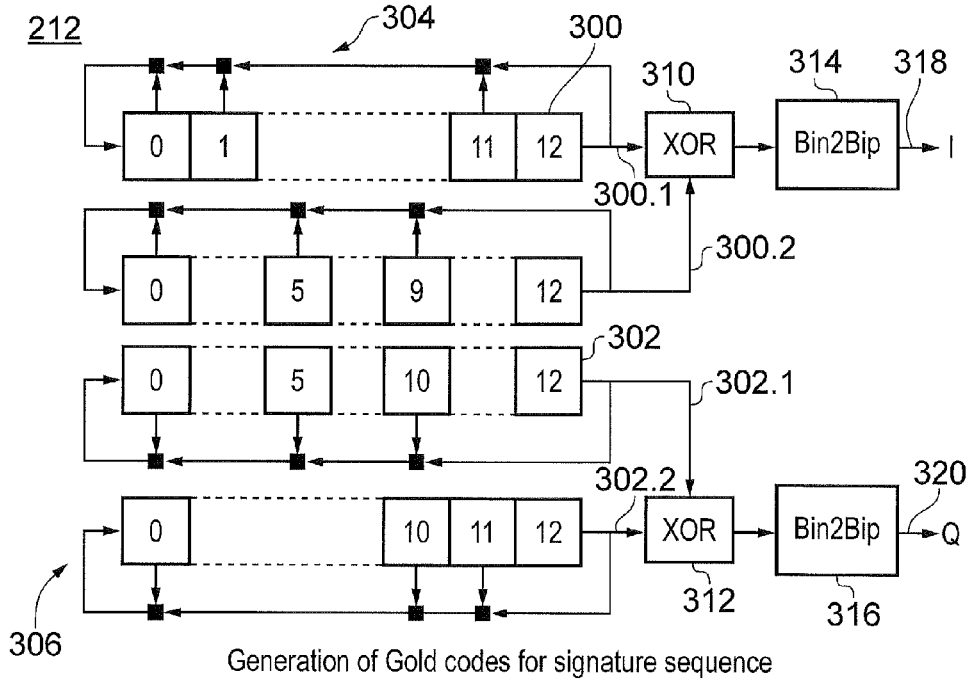 212
304
300
310
314
318
0 1 11 12
XOR
Bin2Bip
I
300.1
300.2
0 5 9 12
302
0 5 10 12
302.1
302.2
320
0 10 11 12
XOR
Bin2Bip
Q
306
312
316
Generation of Gold codes for signature sequence